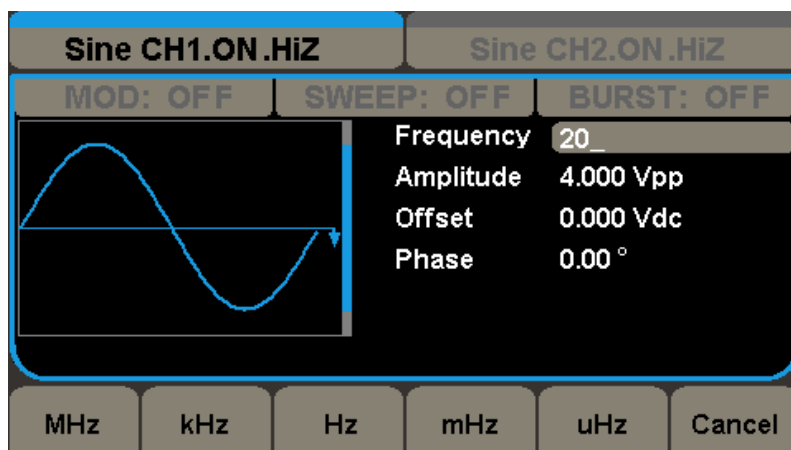 Sine CH1.ON.HiZ Sine CH2.ON.HiZ
MOD: OFF SWEEP: OFF BURST: OFF
Frequency 20_
Amplitude 4.000 Vpp
Offset 0.000 Vdc
Phase 0.00 °
MHz kHz Hz mHz uHz Cancel